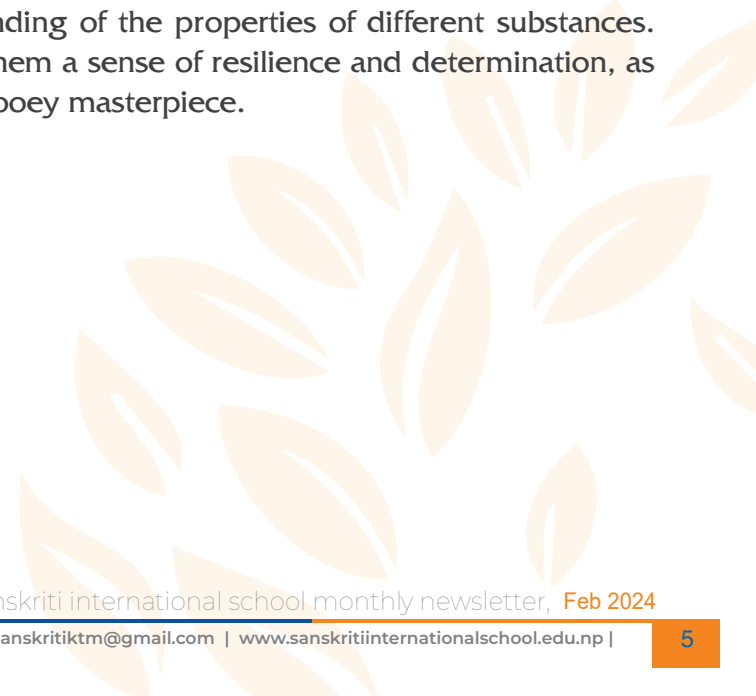 nding of the properties of different substances.
hem a sense of resilience and determination, as
ooey masterpiece.
nskriti international school monthly newsletter, Feb 2024
anskritiktm@gmail.com | www.sanskritiinternationalschool.edu.np |
5